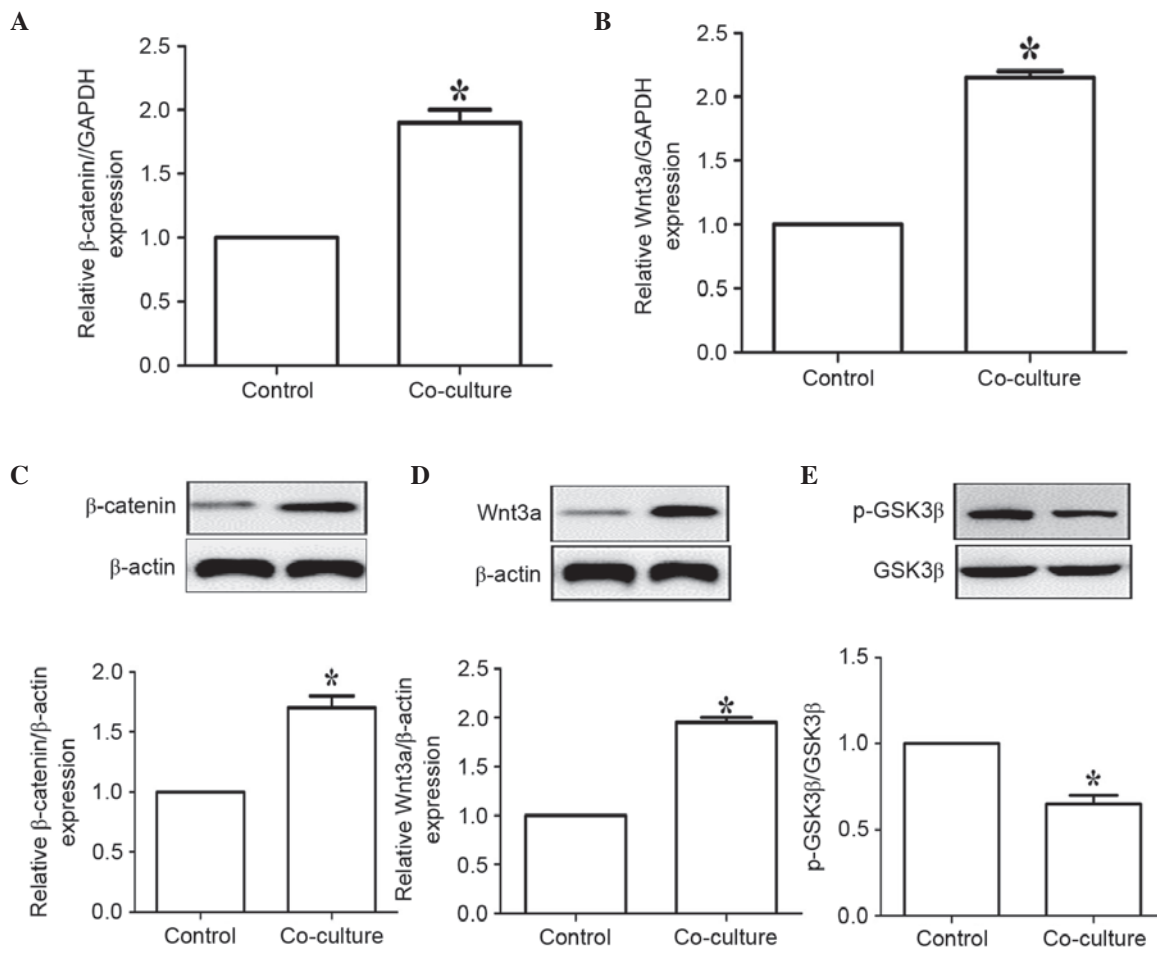 A
Relative β-catenin//GAPDH
expression
2.5
2.0
1.5
1.0
0.5
0.0
*
Control
Co-culture
B
Relative Wnt3a/GAPDH
expression
2.5
2.0
1.5
1.0
0.5
0.0
*
Control
Co-culture
C
β-catenin
β-actin
Relative β-catenin/β-actin
expression
2.0
1.5
1.0
0.5
0.0
*
Control
Co-culture
D
Wnt3a
β-actin
Relative Wnt3a/β-actin
expression
2.5
2.0
1.5
1.0
0.5
0.0
*
Control
Co-culture
E
p-GSK3β
GSK3β
p-GSK3β/GSK3β
1.5
1.0
0.5
0.0
*
Control
Co-culture